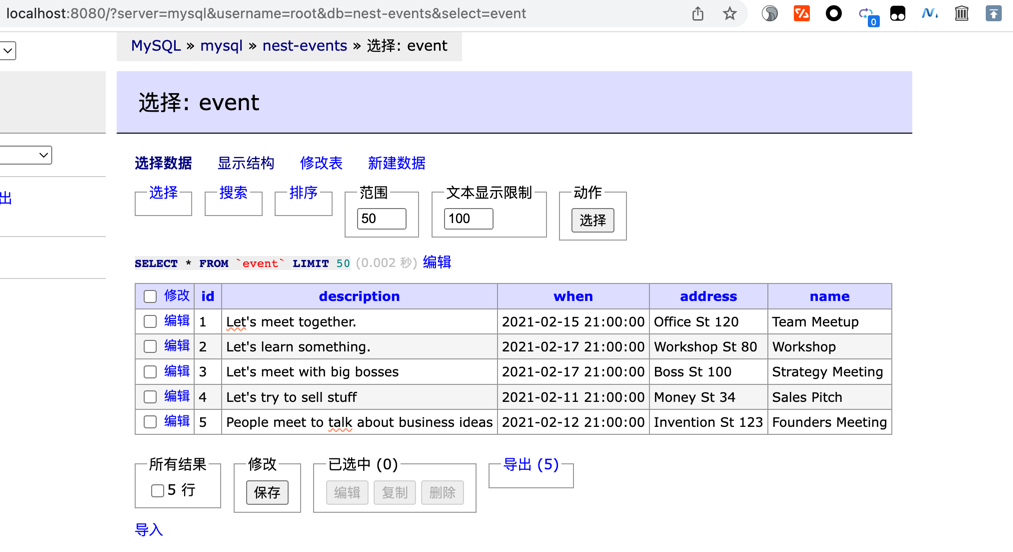 localhost:8080/?server=mysql&username=root&db=nest-events&select=event
0
MySQL » mysql » nest-events » 选择: event
选择: event
选择数据 显示结构 修改表 新建数据
选择 搜索 排序 范围 文本显示限制 动作
50 100 选择
出
SELECT * FROM `event` LIMIT 50 (0.002 秒) 编辑
修改 id description when address name
编辑 1 Let's meet together. 2021-02-15 21:00:00 Office St 120 Team Meetup
编辑 2 Let's learn something. 2021-02-17 21:00:00 Workshop St 80 Workshop
编辑 3 Let's meet with big bosses 2021-02-17 21:00:00 Boss St 100 Strategy Meeting
编辑 4 Let's try to sell stuff 2021-02-11 21:00:00 Money St 34 Sales Pitch
编辑 5 People meet to talk about business ideas 2021-02-12 21:00:00 Invention St 123 Founders Meeting
所有结果 修改 已选中 (0) 导出 (5)
5 行 保存 编辑 复制 删除
导入